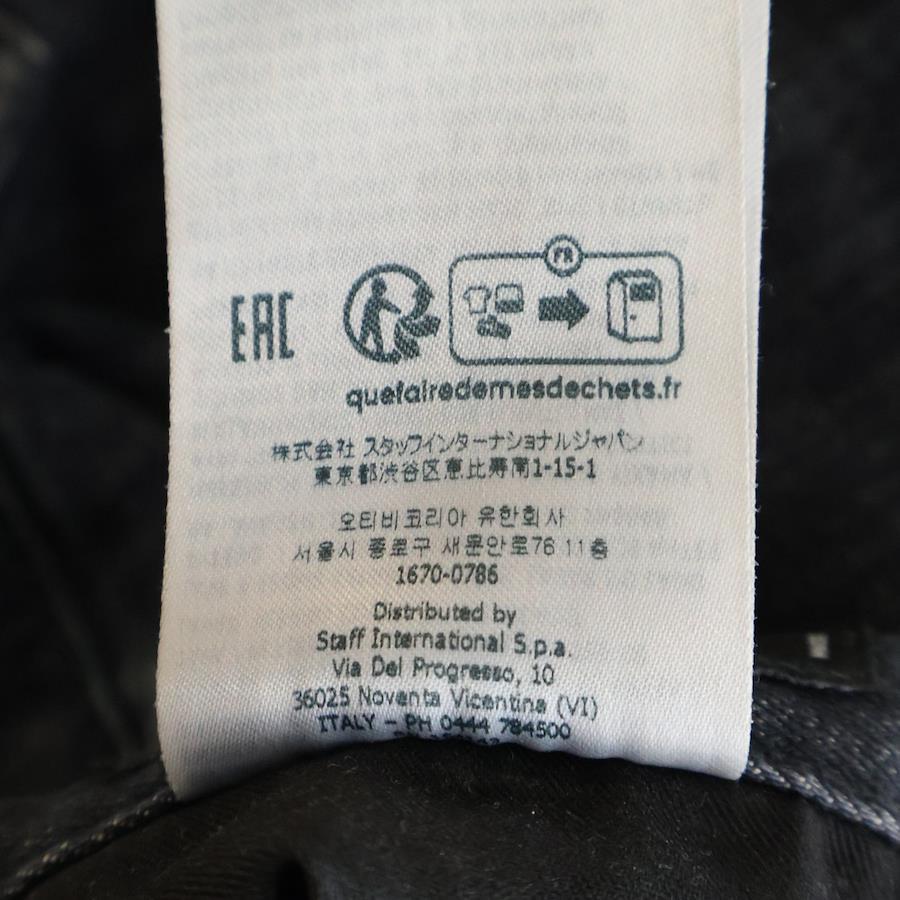 FR
EAC
quefairedemesdechets.fr
株式会社 スタッフインターナショナルジャパン
東京都渋谷区恵比寿南1-15-1
오티비코리아 유한회사
서울시 종로구 새문안로76 11층
1670-0786
Distributed by
Staff International S.p.a.
Via Del Progresso, 10
36025 Noventa Vicentina (VI)
ITALY - PH 0444 784500